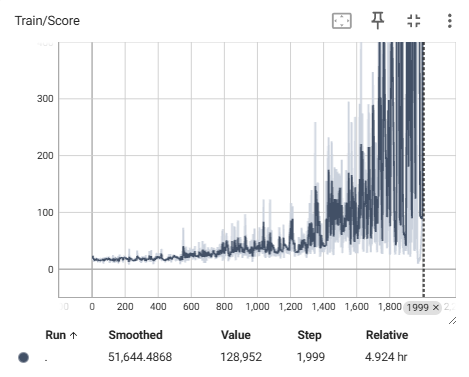 Train/Score
300
200
100
0
0 200 400 600 800 1,000 1,200 1,400 1,600 1,800 1999 ×
Run ↑ Smoothed Value Step Relative
. 51,644.4868 128,952 1,999 4.924 hr